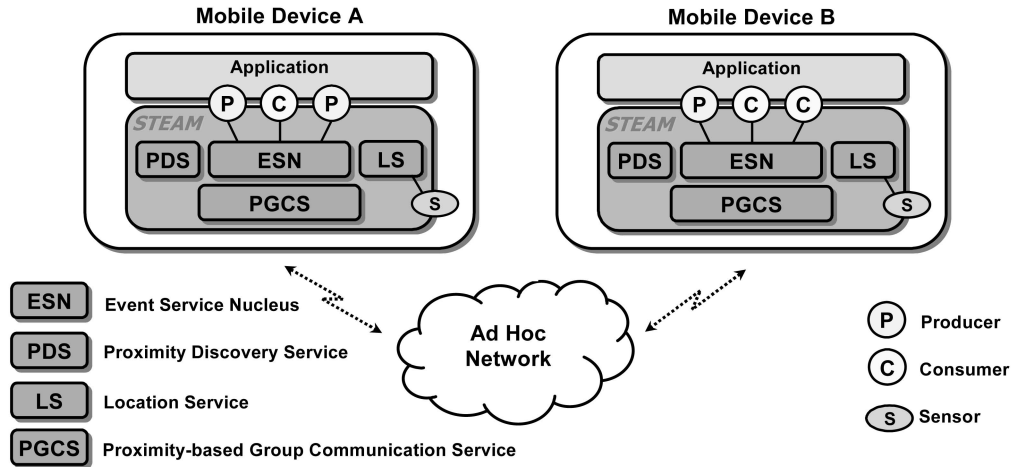 Mobile Device A
Application
P C P
STEAM
PDS ESN LS
PGCS S
Mobile Device B
Application
P C C
STEAM
PDS ESN LS
PGCS S
Ad Hoc
Network
ESN Event Service Nucleus
PDS Proximity Discovery Service
LS Location Service
PGCS Proximity-based Group Communication Service
P Producer
C Consumer
S Sensor